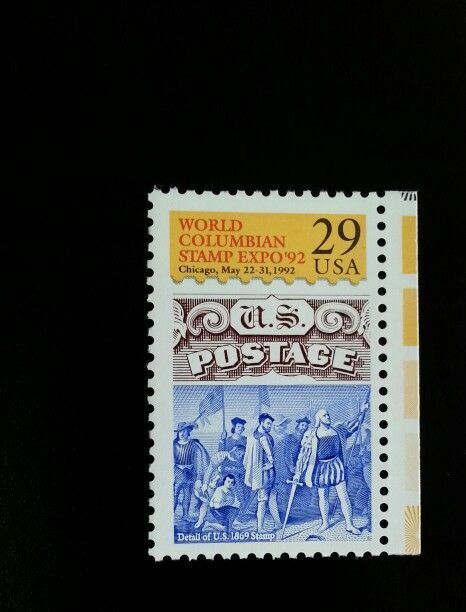 WORLD
COLUMBIAN
STAMP EXPO'92
Chicago, May 22-31, 1992
29
USA
U.S.
POSTAGE
Detail of U.S. 1869 Stamp